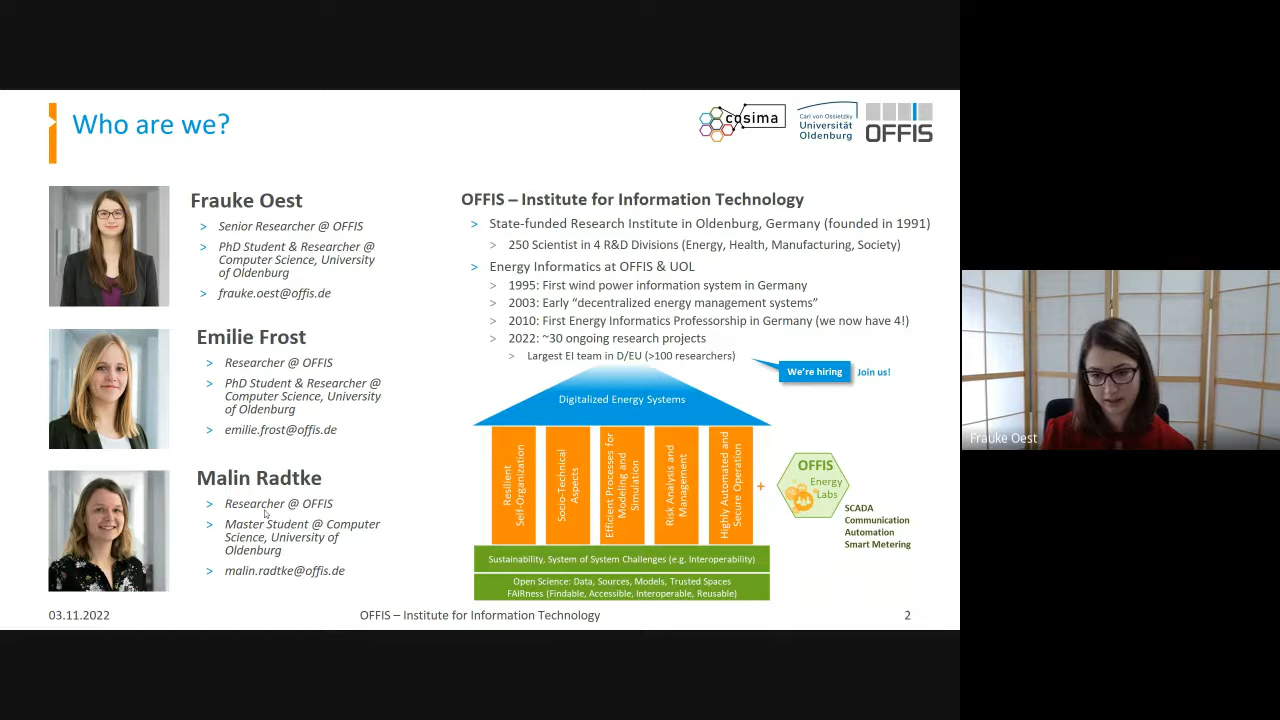 Who are we?
cosima
Carl von Ossietzky
Universität
Oldenburg
OFFIS
Frauke Oest
> Senior Researcher @ OFFIS
> PhD Student & Researcher @
Computer Science, University
of Oldenburg
> frauke.oest@offis.de
Emilie Frost
> Researcher @ OFFIS
> PhD Student & Researcher @
Computer Science, University
of Oldenburg
> emilie.frost@offis.de
Malin Radtke
> Researcher @ OFFIS
> Master Student @ Computer
Science, University of
Oldenburg
> malin.radtke@offis.de
OFFIS – Institute for Information Technology
> State-funded Research Institute in Oldenburg, Germany (founded in 1991)
> 250 Scientist in 4 R&D Divisions (Energy, Health, Manufacturing, Society)
> Energy Informatics at OFFIS & UOL
> 1995: First wind power information system in Germany
> 2003: Early “decentralized energy management systems”
> 2010: First Energy Informatics Professorship in Germany (we now have 4!)
> 2022: ~30 ongoing research projects
> Largest EI team in D/EU (>100 researchers)
We’re hiring
Join us!
Digitalized Energy Systems
Resilient
Self-Organization
Socio-Technical
Aspects
Efficient Processes for
Modeling and
Simulation
Risk Analysis and
Management
Highly Automated and
Secure Operation
+
OFFIS
Energy
Labs
SCADA
Communication
Automation
Smart Metering
Sustainability, System of System Challenges (e.g. Interoperability)
Open Science: Data, Sources, Models, Trusted Spaces
FAIRness (Findable, Accessible, Interoperable, Reusable)
03.11.2022
OFFIS – Institute for Information Technology
2
Frauke Oest